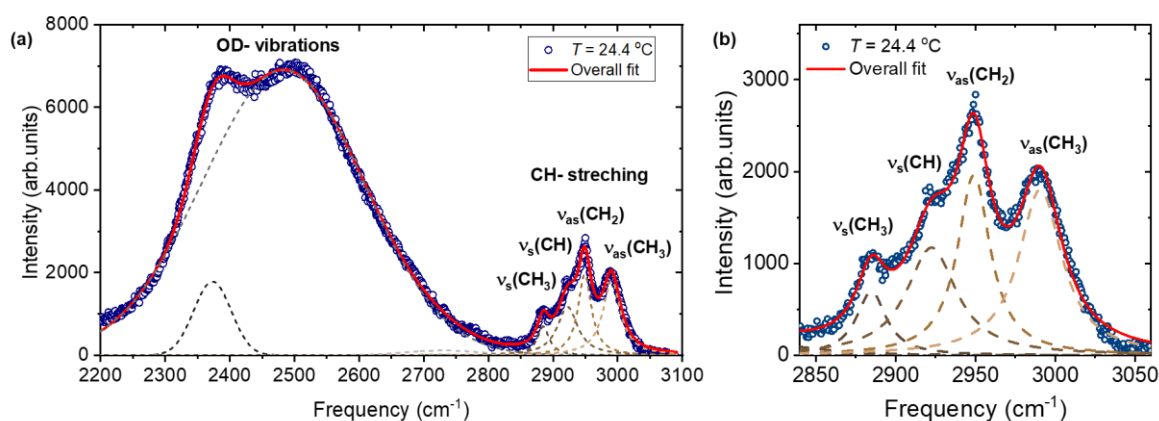 (a)
OD- vibrations
T = 24.4 °C
Overall fit
CH- streching
νas(CH2)
νs(CH)
νas(CH3)
νs(CH3)
Intensity (arb.units)
8000
6000
4000
2000
0
2200 2300 2400 2500 2600 2700 2800 2900 3000 3100
Frequency (cm-1)
(b)
T = 24.4 °C
Overall fit
νas(CH2)
νs(CH)
νas(CH3)
νs(CH3)
Intensity (arb.units)
3000
2000
1000
0
2850 2900 2950 3000 3050
Frequency (cm-1)